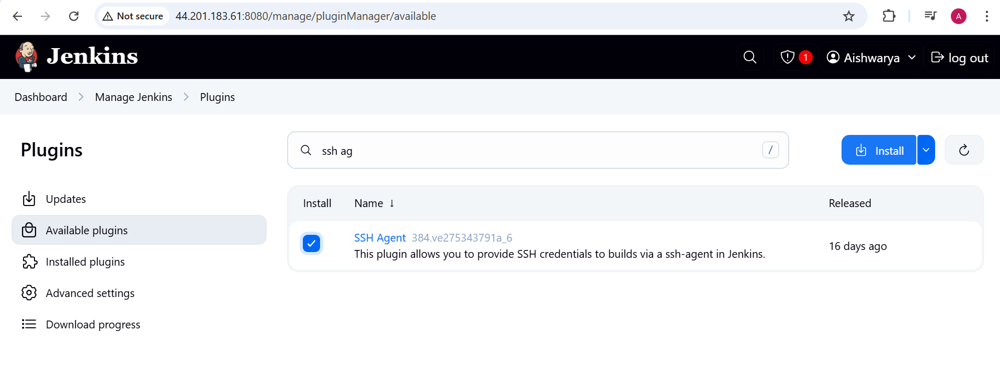 Not secure 44.201.183.61:8080/manage/pluginManager/available A
Jenkins 1 Aishwarya log out
Dashboard Manage Jenkins Plugins
Plugins
ssh ag /
Install
Updates
Available plugins
Installed plugins
Advanced settings
Download progress
Install Name ↓ Released
SSH Agent 384.ve275343791a_6
This plugin allows you to provide SSH credentials to builds via a ssh-agent in Jenkins.
16 days ago